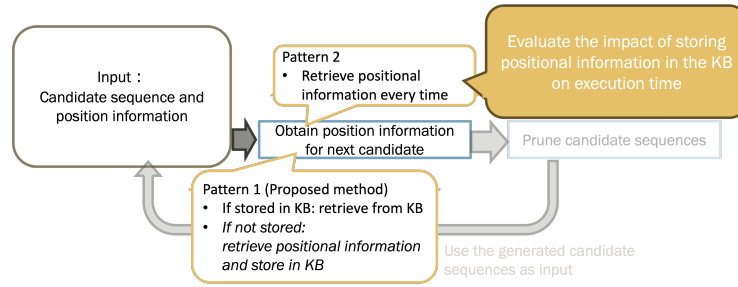 Input：
Candidate sequence and
position information
Pattern 2
• Retrieve positional
information every time
Evaluate the impact of storing
positional information in the KB
on execution time
Obtain position information
for next candidate
Prune candidate sequences
Pattern 1 (Proposed method)
• If stored in KB: retrieve from KB
• If not stored:
retrieve positional information
and store in KB
Use the generated candidate
sequences as input